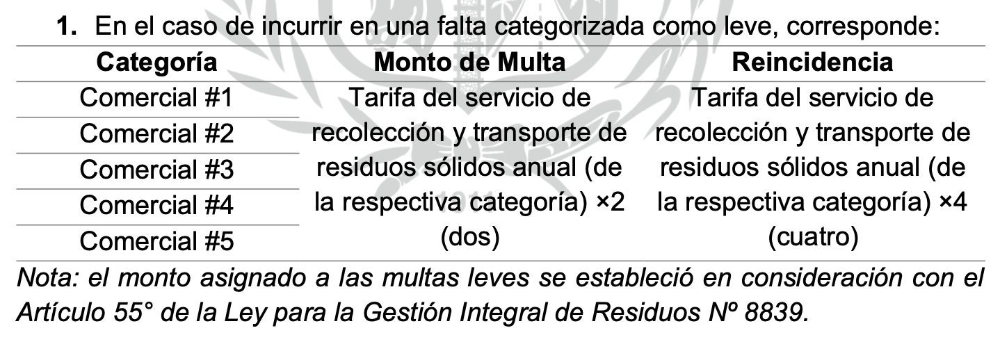 1. En el caso de incurrir en una falta categorizada como leve, corresponde:
Categoría Monto de Multa Reincidencia
Comercial #1
Comercial #2
Comercial #3
Comercial #4
Comercial #5
Tarifa del servicio de
recolección y transporte de
residuos sólidos anual (de
la respectiva categoría) ×2
(dos)
Tarifa del servicio de
recolección y transporte de
residuos sólidos anual (de
la respectiva categoría) ×4
(cuatro)
Nota: el monto asignado a las multas leves se estableció en consideración con el
Artículo 55° de la Ley para la Gestión Integral de Residuos Nº 8839.